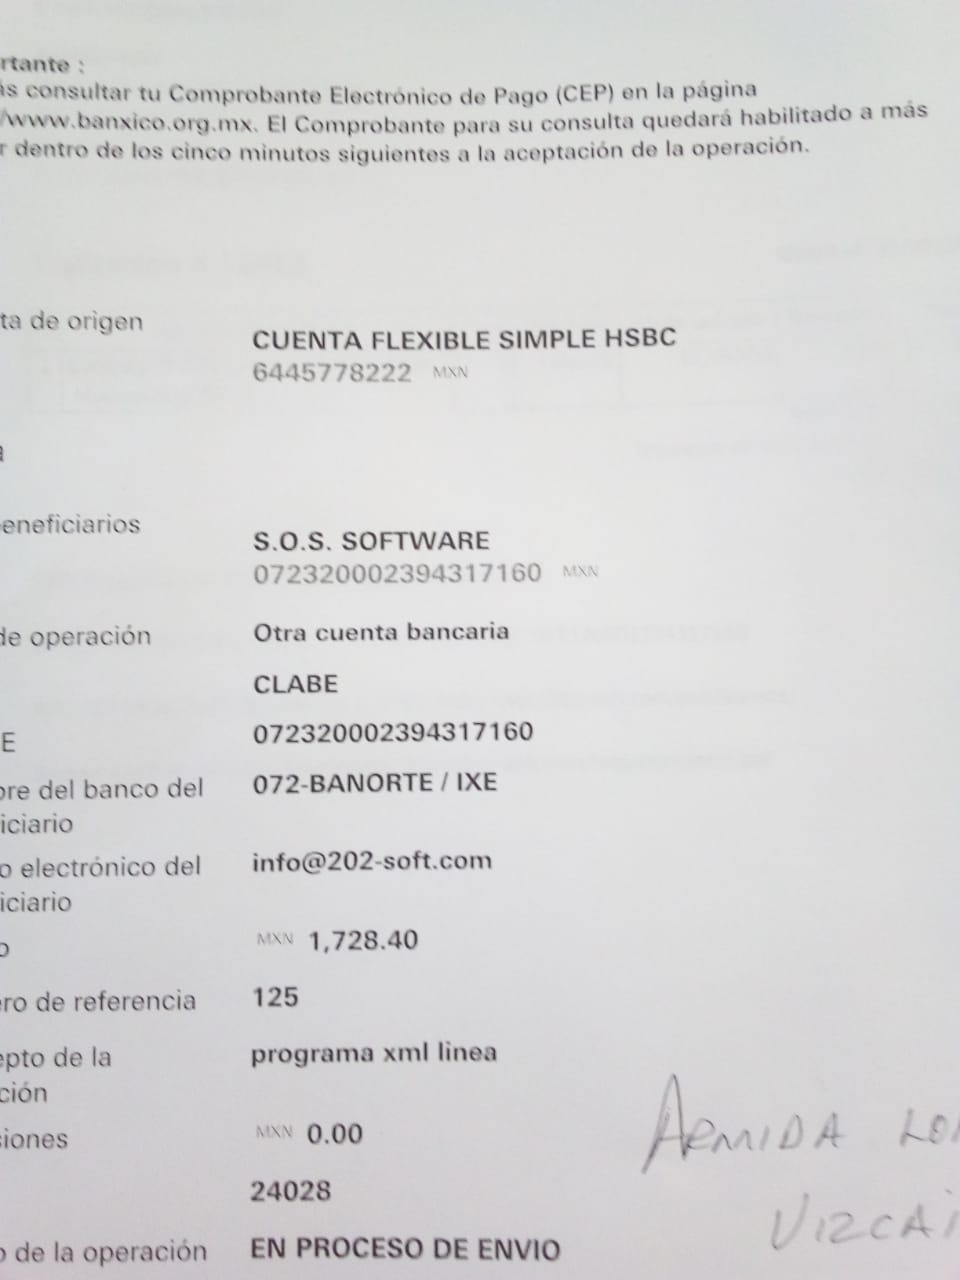 rtante :
ás consultar tu Comprobante Electrónico de Pago (CEP) en la página
/www.banxico.org.mx. El Comprobante para su consulta quedará habilitado a más
r dentro de los cinco minutos siguientes a la aceptación de la operación.
ta de origen
CUENTA FLEXIBLE SIMPLE HSBC
6445778222 MXN
a
eneficiarios
S.O.S. SOFTWARE
072320002394317160 MXN
de operación
Otra cuenta bancaria
CLABE
E
072320002394317160
bre del banco del
iciario
072-BANORTE / IXE
o electrónico del
iciario
info@202-soft.com
o
MXN 1,728.40
ero de referencia
125
epto de la
ción
programa xml linea
siones
MXN 0.00
24028
ARMIDA
VIZCAI
o de la operación
EN PROCESO DE ENVIO